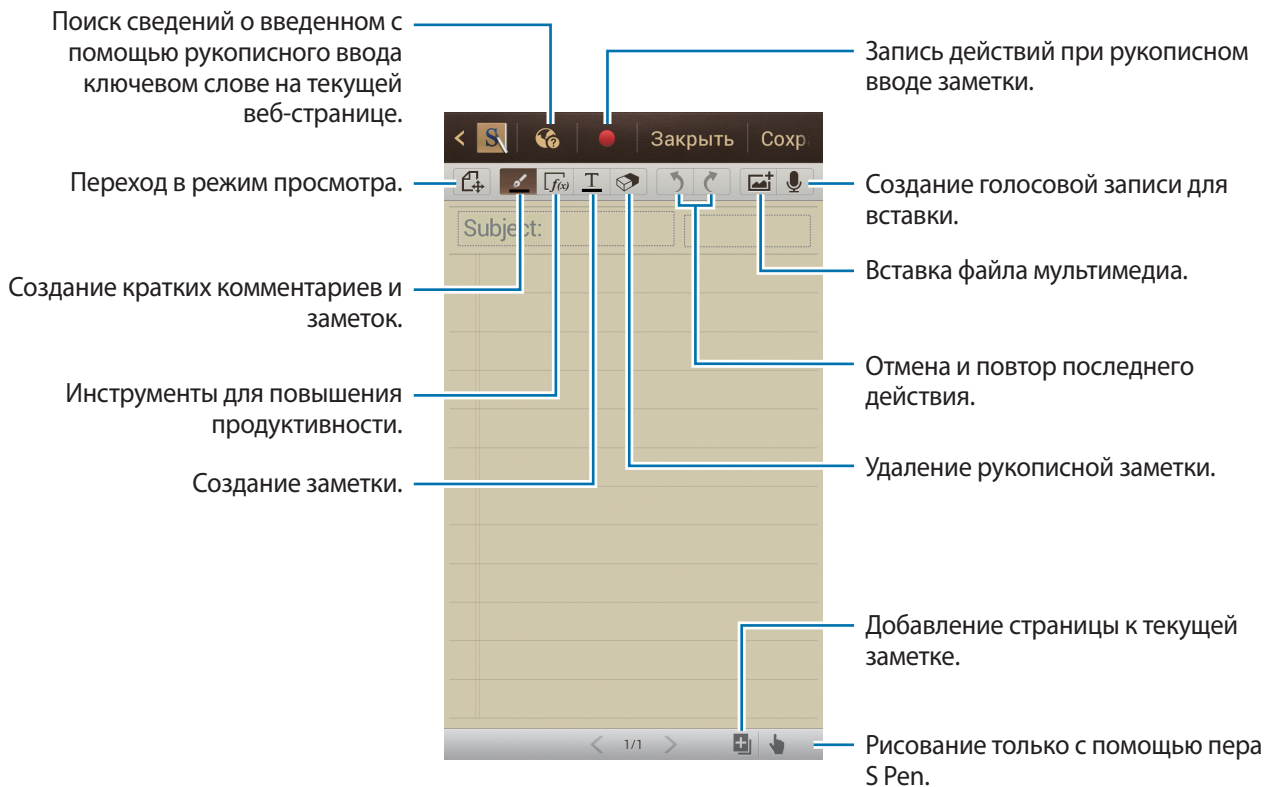 Поиск сведений о введенном с
помощью рукописного ввода
ключевом слове на текущей
веб-странице.
Переход в режим просмотра.
Создание кратких комментариев и
заметок.
Инструменты для повышения
продуктивности.
Создание заметки.
S
Закрыть
Сохр.
f(x)
T
Subject:
1/1
Запись действий при рукописном
вводе заметки.
Создание голосовой записи для
вставки.
Вставка файла мультимедиа.
Отмена и повтор последнего
действия.
Удаление рукописной заметки.
Добавление страницы к текущей
заметке.
Рисование только с помощью пера
S Pen.